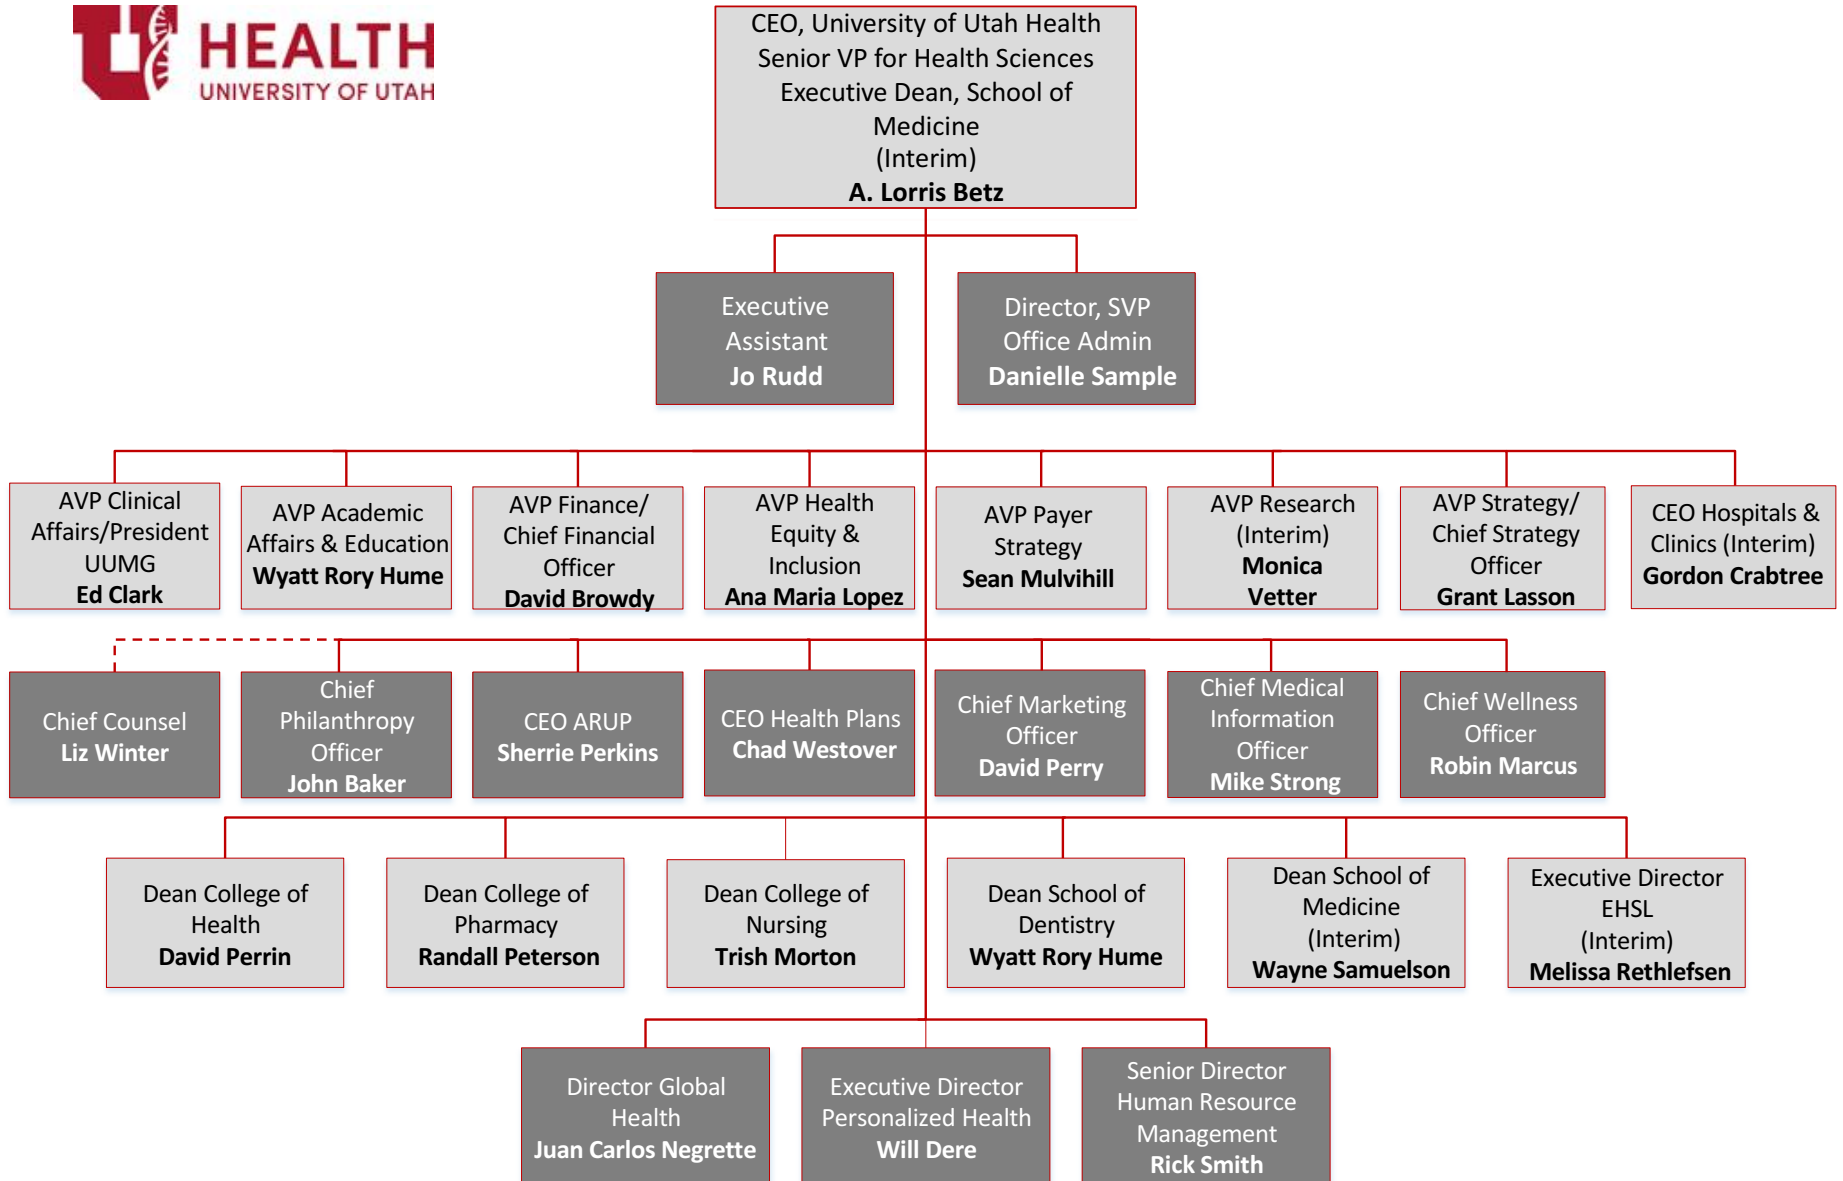 HEALTH
UNIVERSITY OF UTAH
CEO, University of Utah Health
Senior VP for Health Sciences
Executive Dean, School of
Medicine
(Interim)
A. Lorris Betz
Executive
Assistant
Jo Rudd
Director, SVP
Office Admin
Danielle Sample
AVP Clinical
Affairs/President
UUMG
Ed Clark
AVP Academic
Affairs & Education
Wyatt Rory Hume
AVP Finance/
Chief Financial
Officer
David Browdy
AVP Health
Equity &
Inclusion
Ana Maria Lopez
AVP Payer
Strategy
Sean Mulvihill
AVP Research
(Interim)
Monica
Vetter
AVP Strategy/
Chief Strategy
Officer
Grant Lasson
CEO Hospitals &
Clinics (Interim)
Gordon Crabtree
Chief Counsel
Liz Winter
Chief
Philanthropy
Officer
John Baker
CEO ARUP
Sherrie Perkins
CEO Health Plans
Chad Westover
Chief Marketing
Officer
David Perry
Chief Medical
Information
Officer
Mike Strong
Chief Wellness
Officer
Robin Marcus
Dean College of
Health
David Perrin
Dean College of
Pharmacy
Randall Peterson
Dean College of
Nursing
Trish Morton
Dean School of
Dentistry
Wyatt Rory Hume
Dean School of
Medicine
(Interim)
Wayne Samuelson
Executive Director
EHSL
(Interim)
Melissa Rethlefsen
Director Global
Health
Juan Carlos Negrette
Executive Director
Personalized Health
Will Dere
Senior Director
Human Resource
Management
Rick Smith